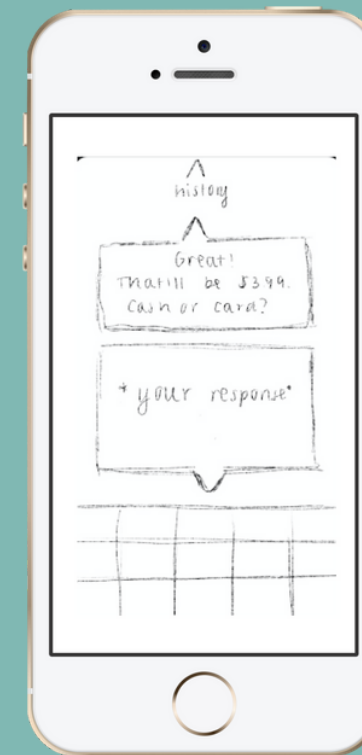 history
Great!
That'll be $3.99.
Cash or card?
*your response*